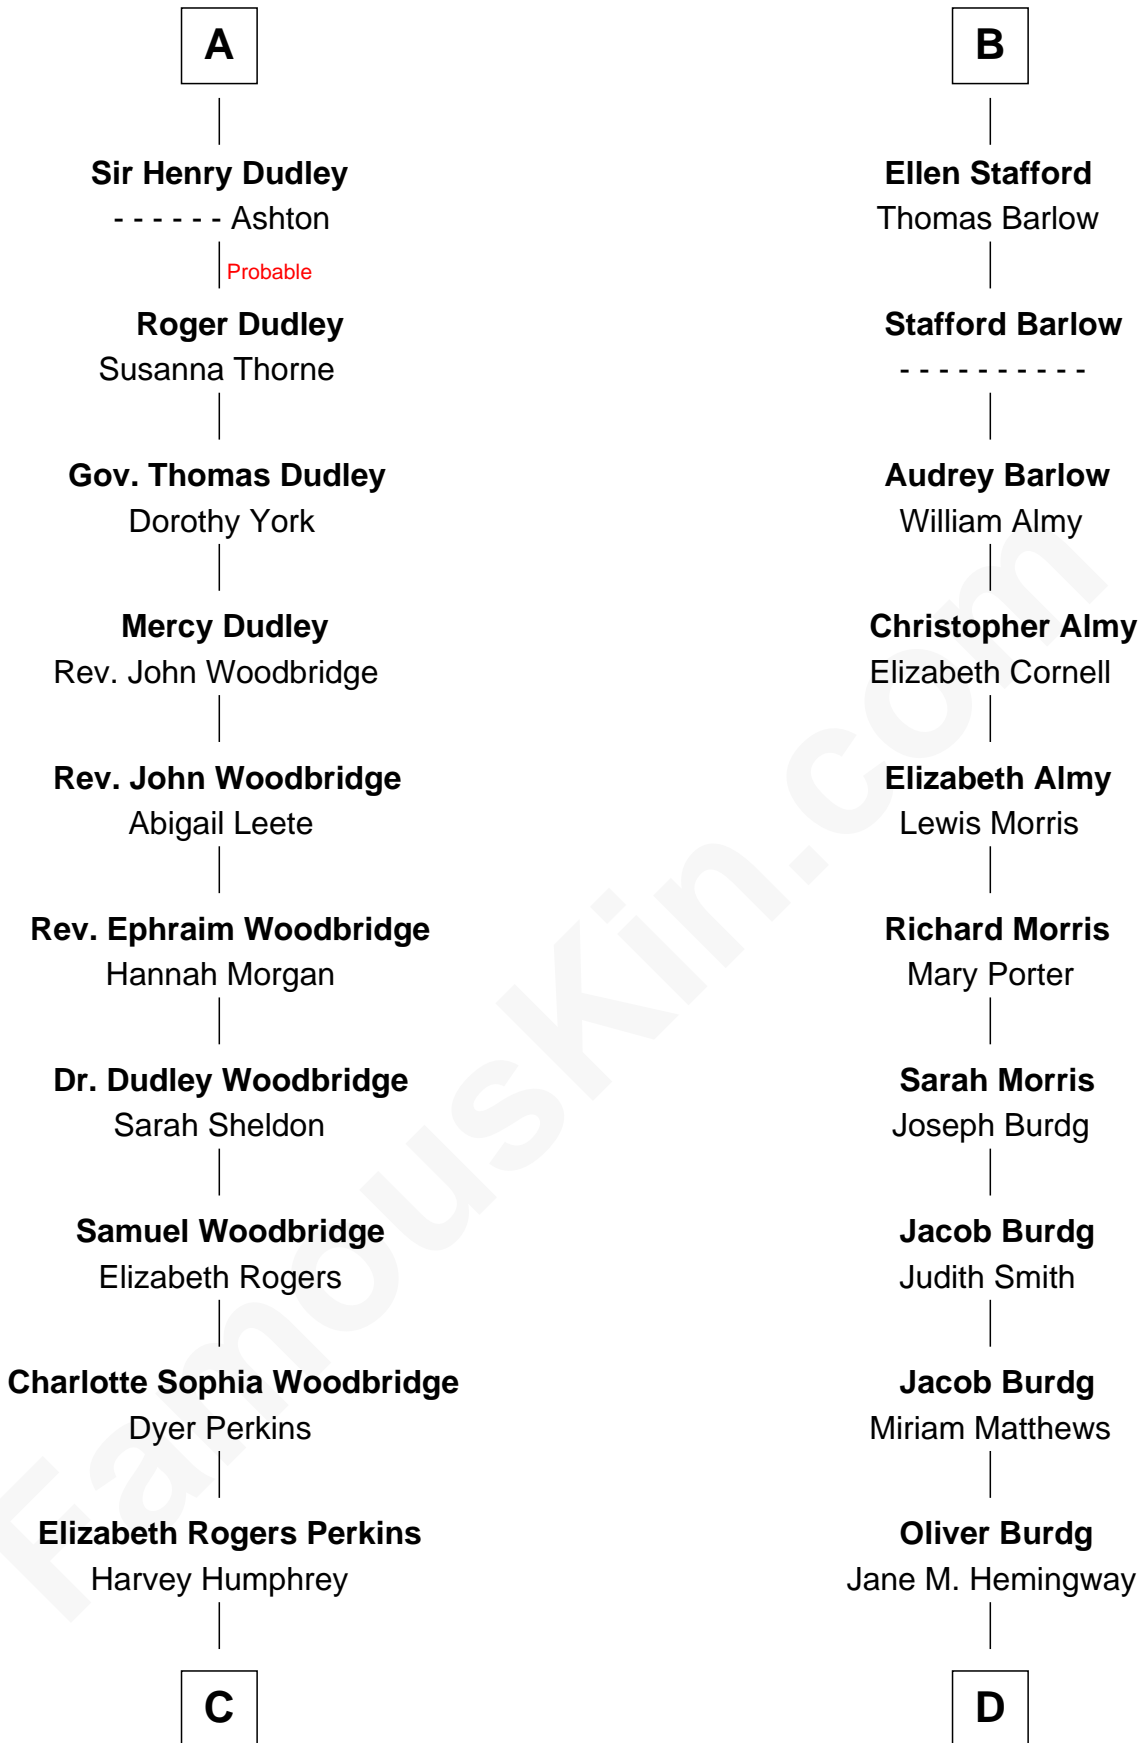 A
Sir Henry Dudley
- - - - - - Ashton
Probable
Roger Dudley
Susanna Thorne
Gov. Thomas Dudley
Dorothy York
Mercy Dudley
Rev. John Woodbridge
Rev. John Woodbridge
Abigail Leete
Rev. Ephraim Woodbridge
Hannah Morgan
Dr. Dudley Woodbridge
Sarah Sheldon
Samuel Woodbridge
Elizabeth Rogers
Charlotte Sophia Woodbridge
Dyer Perkins
Elizabeth Rogers Perkins
Harvey Humphrey
C
B
Ellen Stafford
Thomas Barlow
Stafford Barlow
- - - - - - - - - -
Audrey Barlow
William Almy
Christopher Almy
Elizabeth Cornell
Elizabeth Almy
Lewis Morris
Richard Morris
Mary Porter
Sarah Morris
Joseph Burdg
Jacob Burdg
Judith Smith
Jacob Burdg
Miriam Matthews
Oliver Burdg
Jane M. Hemingway
D
FamousKin.com